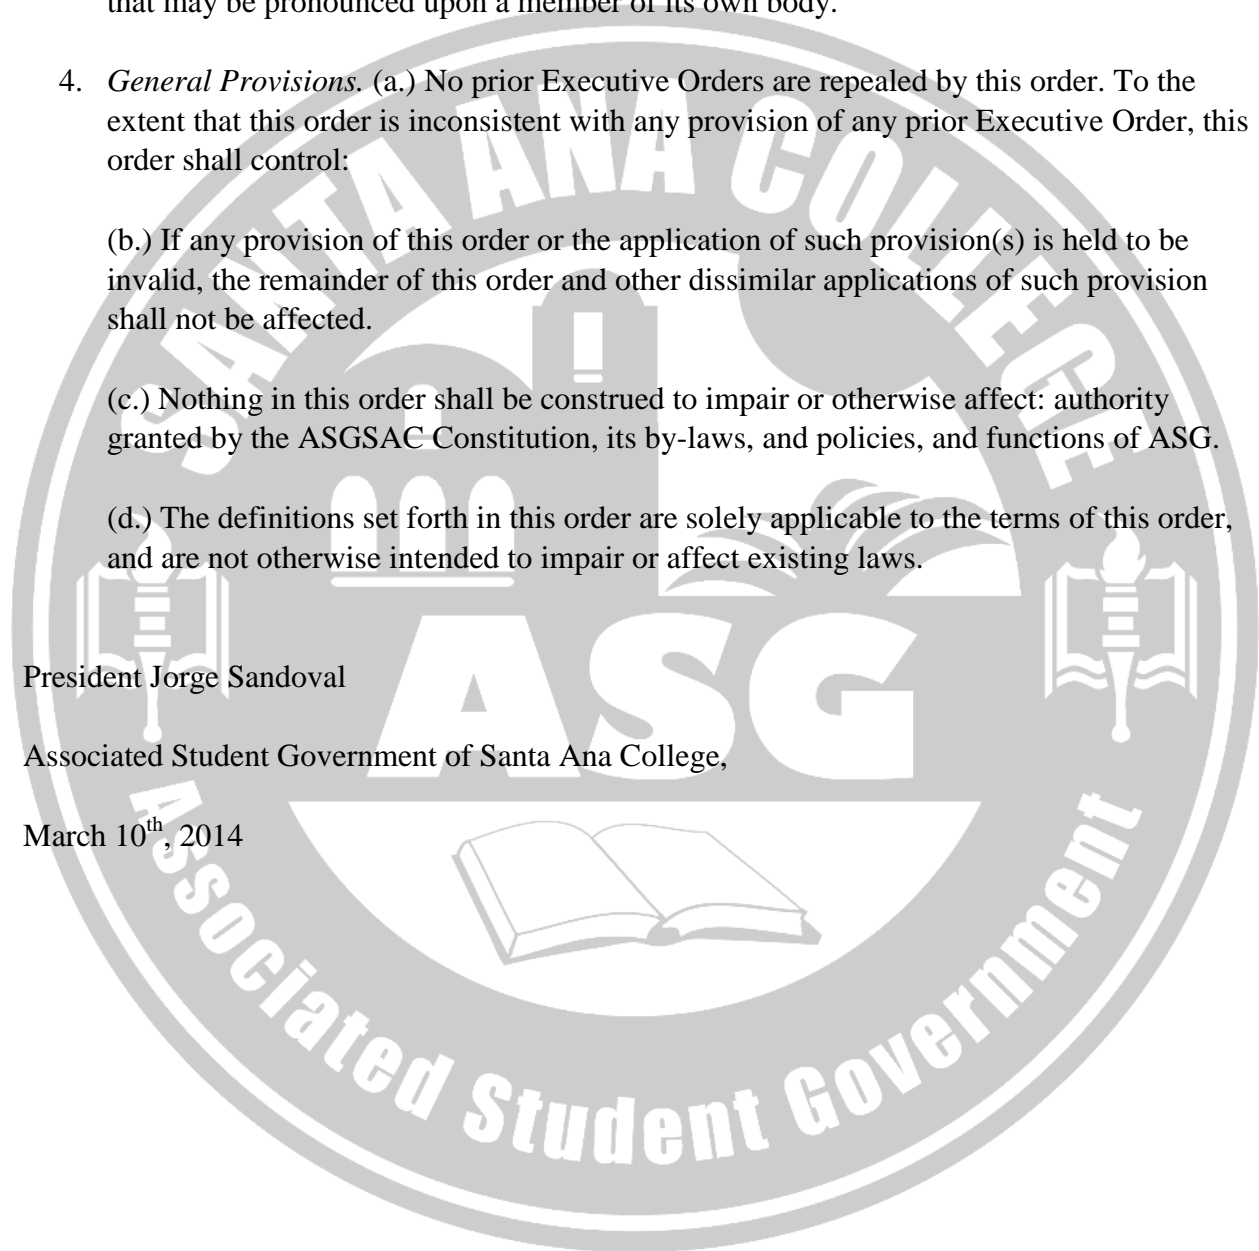 that may be pronounced upon a member of its own body.
4. General Provisions. (a.) No prior Executive Orders are repealed by this order. To the
extent that this order is inconsistent with any provision of any prior Executive Order, this
order shall control:
(b.) If any provision of this order or the application of such provision(s) is held to be
invalid, the remainder of this order and other dissimilar applications of such provision
shall not be affected.
(c.) Nothing in this order shall be construed to impair or otherwise affect: authority
granted by the ASGSAC Constitution, its by-laws, and policies, and functions of ASG.
(d.) The definitions set forth in this order are solely applicable to the terms of this order,
and are not otherwise intended to impair or affect existing laws.
President Jorge Sandoval
Associated Student Government of Santa Ana College,
March 10th, 2014
SANTA ANA COLLEGE
ASG
Associated Student Government